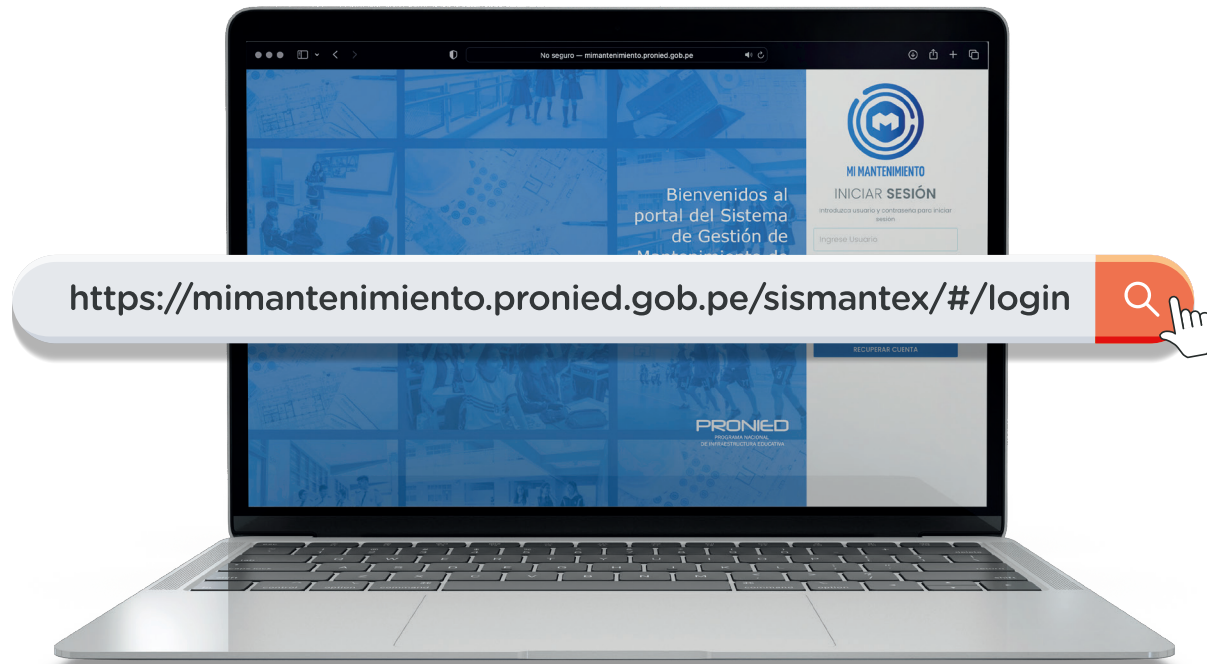 No seguro — mimantenimiento.pronied.gob.pe
MI MANTENIMIENTO
INICIAR SESIÓN
Introduzca usuario y contraseña para iniciar
sesión
Ingrese Usuario
Bienvenidos al
portal del Sistema
de Gestión de
Mantenimiento de
https://mimantenimiento.pronied.gob.pe/sismantex/#/login
RECUPERAR CUENTA
PRONIED
PROGRAMA NACIONAL
DE INFRAESTRUCTURA EDUCATIVA